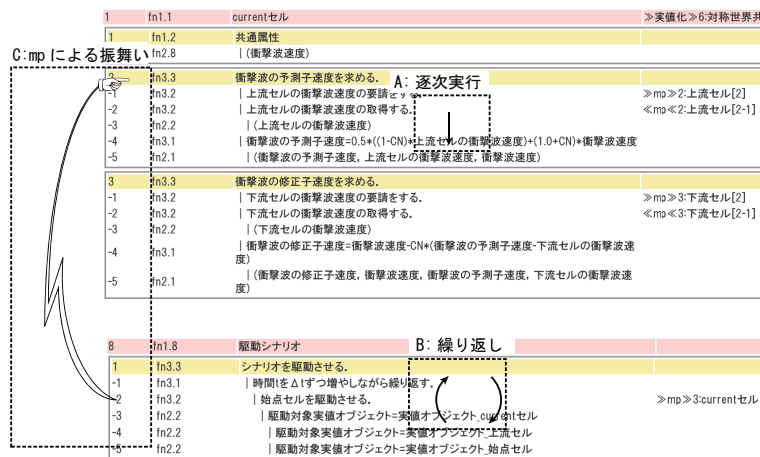 1 fn1.1 currentセル ≫実値化≫6:対称世界共
1 fn1.2 共通属性
C:mp による振舞い
fn2.8 |(衝撃波速度)
2 fn3.3 衝撃波の予測子速度を求める.
A: 逐次実行
-1 fn3.2 |上流セルの衝撃波速度の要請をする. ≫mp≫2:上流セル[2]
-2 fn3.2 |上流セルの衝撃波速度の取得する. ≪mp≪2:上流セル[2-1]
-3 fn2.2 |(上流セルの衝撃波速度)
-4 fn3.1 |衝撃波の予測子速度=0.5*((1-CN)*上流セルの衝撃波速度)+(1.0+CN)*衝撃波速度
-5 fn2.1 |(衝撃波の予測子速度, 上流セルの衝撃波速度, 衝撃波速度)
3 fn3.3 衝撃波の修正子速度を求める.
-1 fn3.2 |下流セルの衝撃波速度の要請をする. ≫mp≫3:下流セル[2]
-2 fn3.2 |下流セルの衝撃波速度の取得する. ≪mp≪3:下流セル[2-1]
-3 fn2.2 |(下流セルの衝撃波速度)
-4 fn3.1 |衝撃波の修正子速度=衝撃波速度-CN*(衝撃波の予測子速度-下流セルの衝撃波速
度)
-5 fn2.1 |(衝撃波の修正子速度, 衝撃波速度, 衝撃波の予測子速度, 下流セルの衝撃波速
度)
8 fn1.8 駆動シナリオ
B: 繰り返し
1 fn3.3 シナリオを駆動させる.
-1 fn3.1 |時間tをΔtずつ増やしながら繰り返す.
-2 fn3.2 |始点セルを駆動させる. ≫mp≫3:currentセル
-3 fn2.2 |駆動対象実値オブジェクト=実値オブジェクト_currentセル
-4 fn2.2 |駆動対象実値オブジェクト=実値オブジェクト_上流セル
-5 fn2.2 |駆動対象実値オブジェクト=実値オブジェクト_始点セル